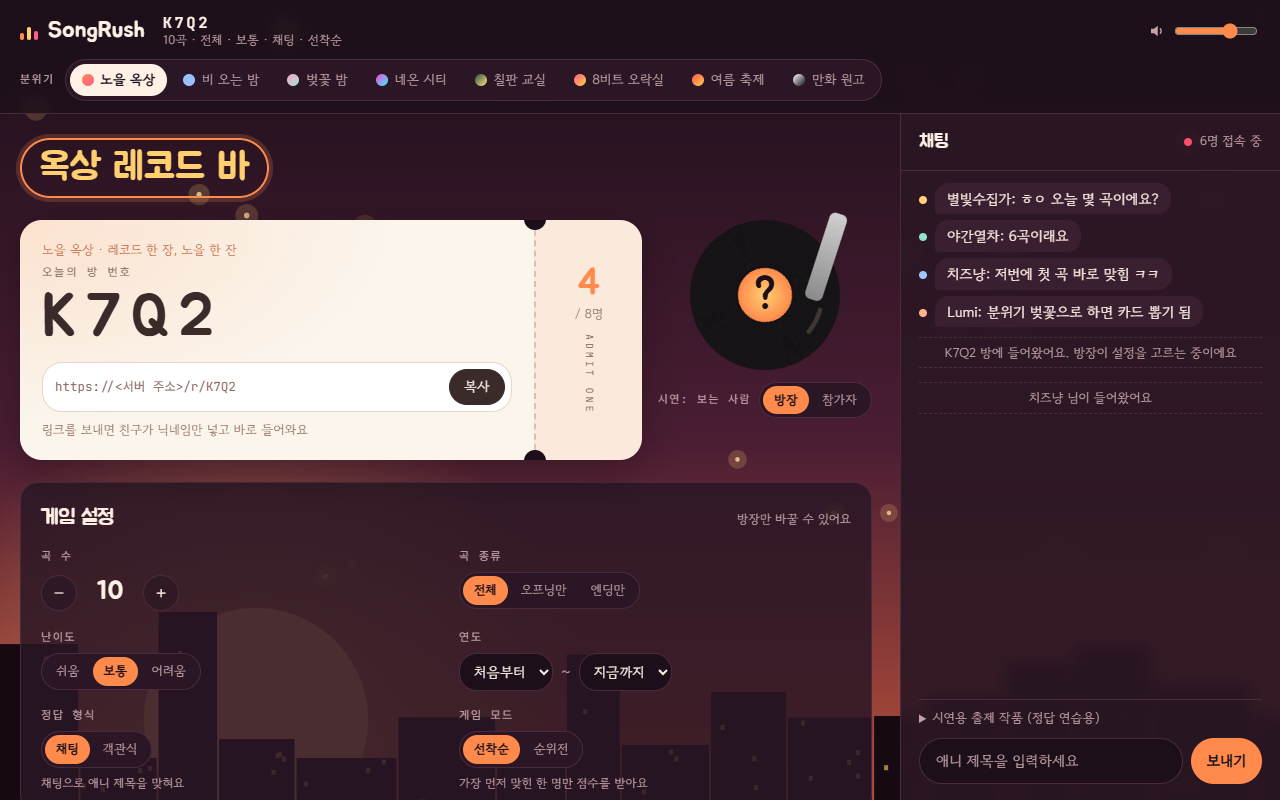 SongRush
K7Q2
10곡 · 전체 · 보통 · 채팅 · 선착순
분위기
노을 옥상
비 오는 밤
벚꽃 밤
네온 시티
칠판 교실
8비트 오락실
여름 축제
만화 원고
옥상 레코드 바
노을 옥상 · 레코드 한 장, 노을 한 잔
오늘의 방 번호
K7Q2
https://<서버 주소>/r/K7Q2
복사
링크를 보내면 친구가 닉네임만 넣고 바로 들어와요
4
/ 8명
ADMIT ONE
?
시연: 보는 사람
방장
참가자
게임 설정
방장만 바꿀 수 있어요
곡 수
− 10 +
곡 종류
전체
오프닝만
엔딩만
난이도
쉬움
보통
어려움
연도
처음부터 ~ 지금까지
정답 형식
채팅
객관식
채팅으로 애니 제목을 맞혀요
게임 모드
선착순
순위전
가장 먼저 맞힌 한 명만 점수를 받아요
채팅
6명 접속 중
별빛수집가: ㅎㅇ 오늘 몇 곡이에요?
야간열차: 6곡이래요
치즈냥: 저번에 첫 곡 바로 맞힘 ㅋㅋ
Lumi: 분위기 벚꽃으로 하면 카드 뽑기 됨
K7Q2 방에 들어왔어요. 방장이 설정을 고르는 중이에요
치즈냥 님이 들어왔어요
▶ 시연용 출제 작품 (정답 연습용)
애니 제목을 입력하세요
보내기